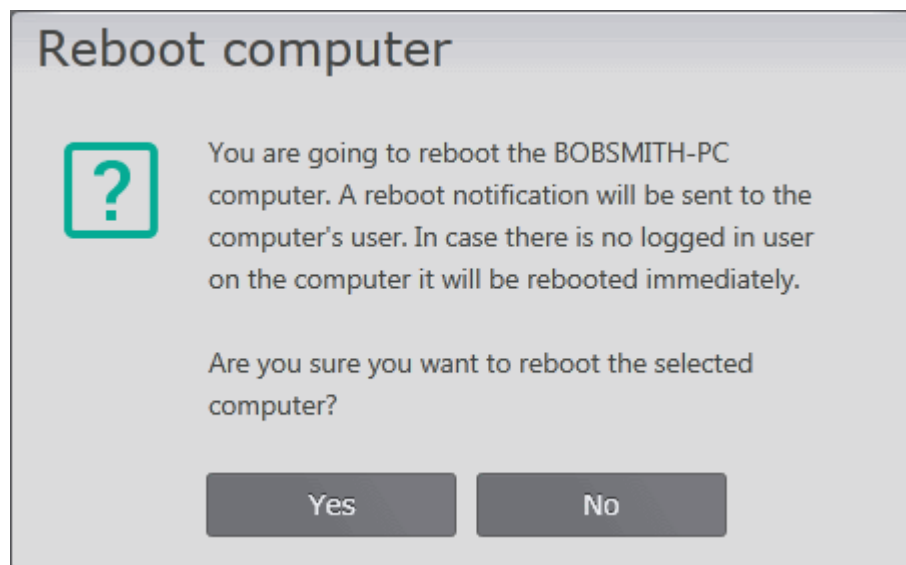 Reboot computer
?
You are going to reboot the BOBSMITH-PC
computer. A reboot notification will be sent to the
computer's user. In case there is no logged in user
on the computer it will be rebooted immediately.
Are you sure you want to reboot the selected
computer?
Yes
No